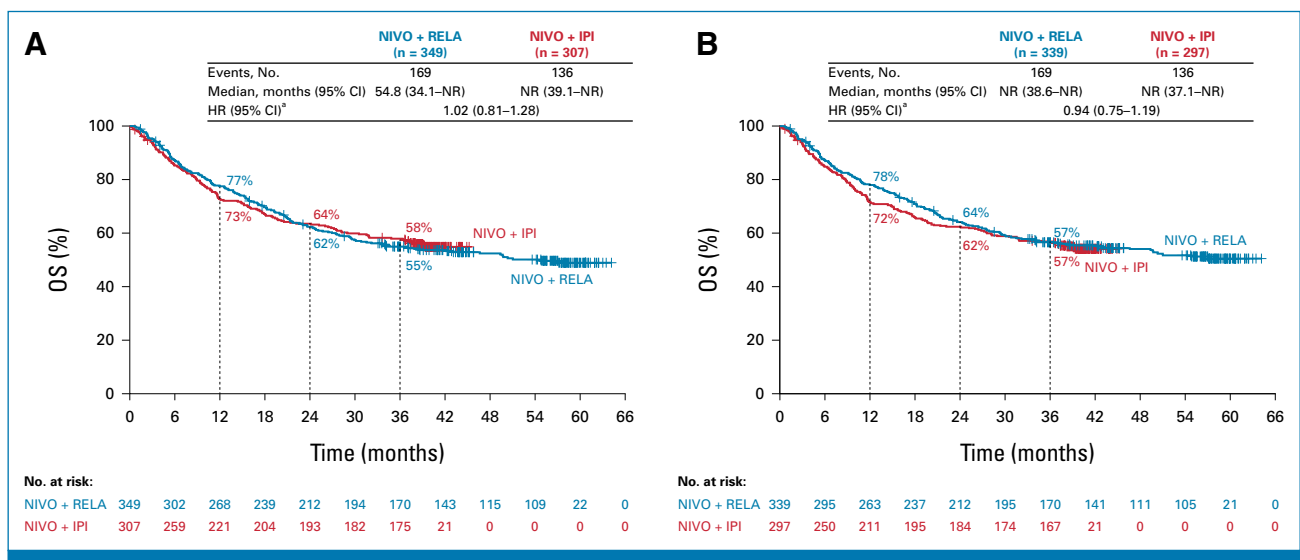 A
NIVO + RELA NIVO + IPI
(n = 349) (n = 307)
Events, No. 169 136
Median, months (95% CI) 54.8 (34.1–NR) NR (39.1–NR)
HR (95% CI)a 1.02 (0.81–1.28)
100
80
60
40
20
0
OS (%)
77%
73%
64%
62%
58%
55%
NIVO + IPI
NIVO + RELA
0 6 12 18 24 30 36 42 48 54 60 66
Time (months)
No. at risk:
NIVO + RELA 349 302 268 239 212 194 170 143 115 109 22 0
NIVO + IPI 307 259 221 204 193 182 175 21 0 0 0 0
B
NIVO + RELA NIVO + IPI
(n = 339) (n = 297)
Events, No. 169 136
Median, months (95% CI) NR (38.6–NR) NR (37.1–NR)
HR (95% CI)a 0.94 (0.75–1.19)
100
80
60
40
20
0
OS (%)
78%
72%
64%
62%
57%
57%
NIVO + RELA
NIVO + IPI
0 6 12 18 24 30 36 42 48 54 60 66
Time (months)
No. at risk:
NIVO + RELA 339 295 263 237 212 195 170 141 111 105 21 0
NIVO + IPI 297 250 211 195 184 174 167 21 0 0 0 0